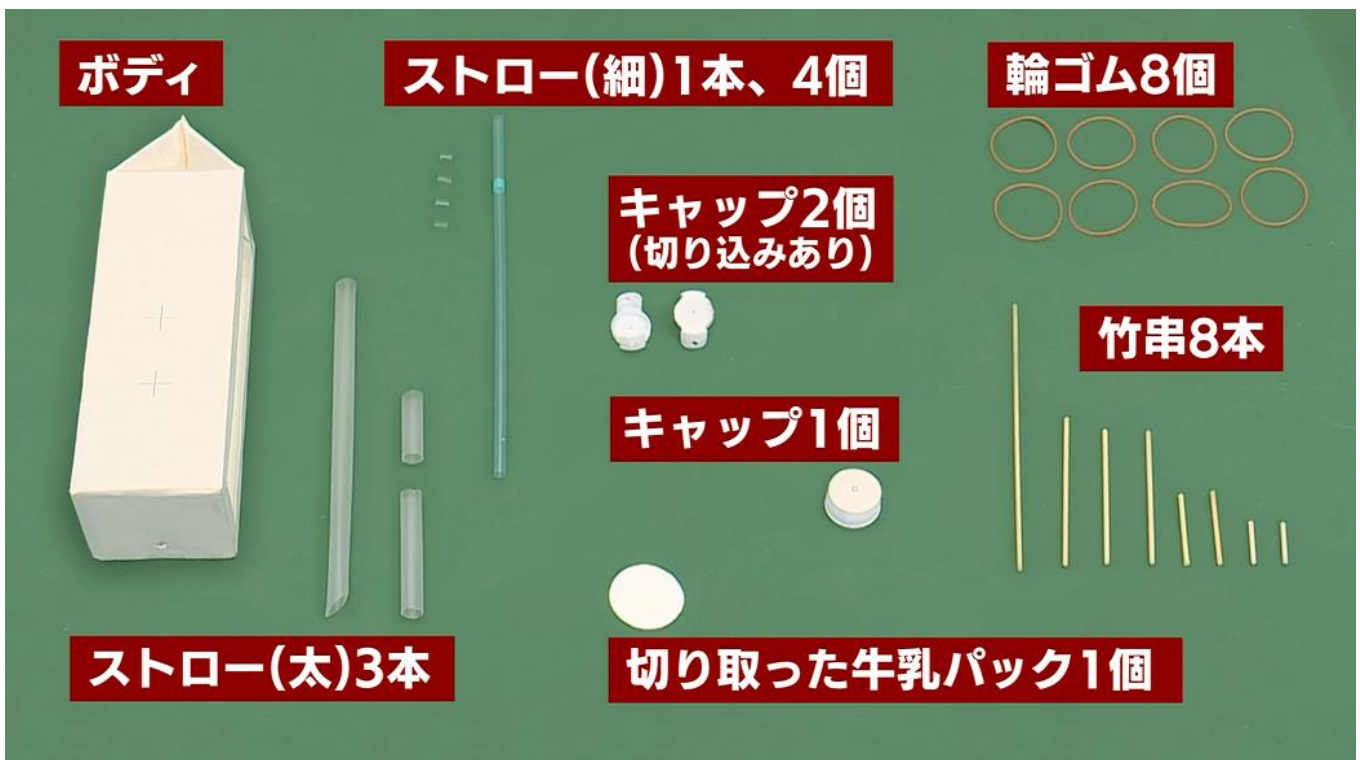 ボディ
ストロー(細)1本、4個
輪ゴム8個
キャップ2個
(切り込みあり)
竹串8本
キャップ1個
ストロー(太)3本
切り取った牛乳パック1個